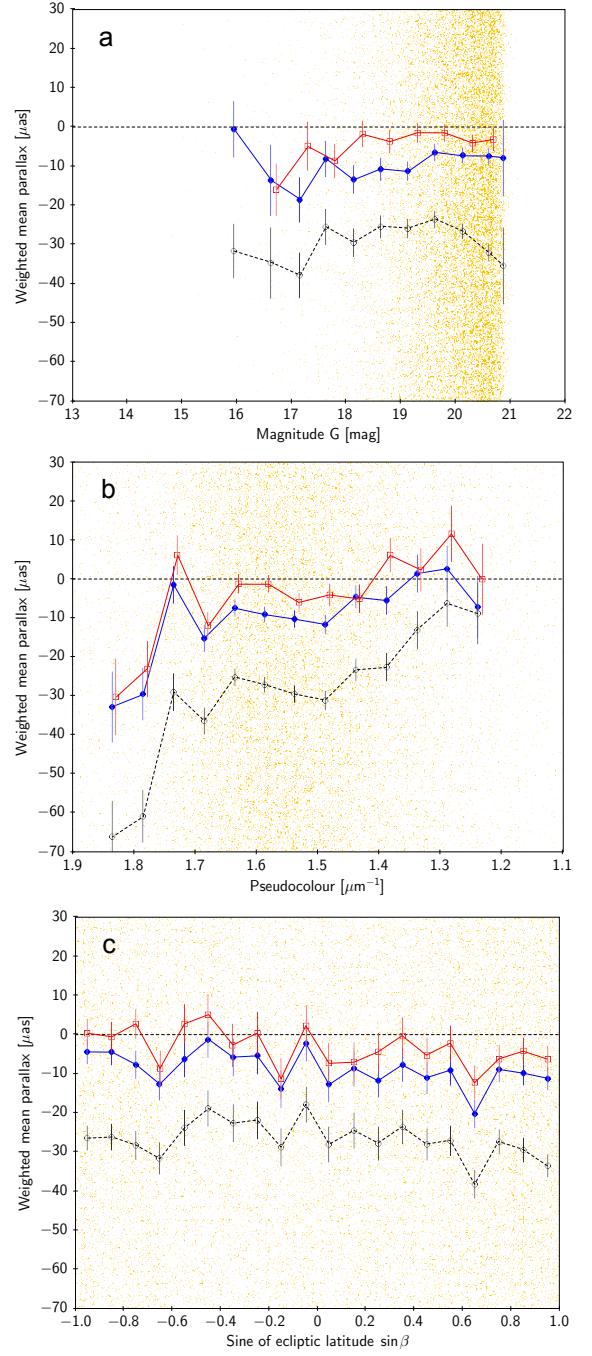 a
30
20
10
0
−10
−20
−30
−40
−50
−60
−70
Weighted mean parallax [μas]
13 14 15 16 17 18 19 20 21 22
Magnitude G [mag]
b
30
20
10
0
−10
−20
−30
−40
−50
−60
−70
Weighted mean parallax [μas]
1.9 1.8 1.7 1.6 1.5 1.4 1.3 1.2 1.1
Pseudocolour [μm⁻¹]
c
30
20
10
0
−10
−20
−30
−40
−50
−60
−70
Weighted mean parallax [μas]
−1.0 −0.8 −0.6 −0.4 −0.2 0 0.2 0.4 0.6 0.8 1.0
Sine of ecliptic latitude sin β